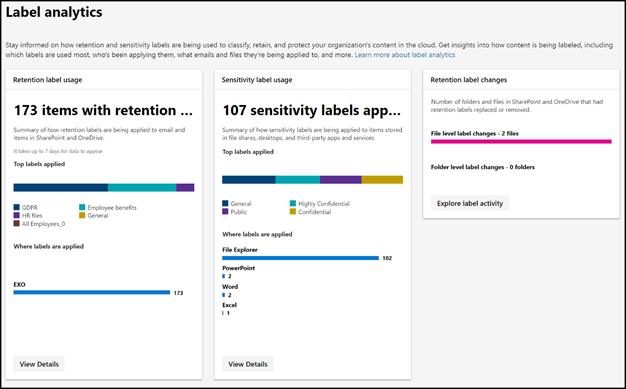 Label analytics
Stay informed on how retention and sensitivity labels are being used to classify, retain, and protect your organization's content in the cloud. Get insights into how content is being labeled, including
which labels are used most, who's been applying them, what emails and files they're being applied to, and more. Learn more about label analytics
Retention label usage
173 items with retention ...
Summary of how retention labels are being applied to email and
items in SharePoint and OneDrive.
It takes up to 7 days for data to appear
Top labels applied
GDPR
Employee benefits
HR files
General
All Employees_0
Where labels are applied
EXO
173
View Details
Sensitivity label usage
107 sensitivity labels app...
Summary of how sensitivity labels are being applied to items stored
in file shares, desktops, and third-party apps and services.
Top labels applied
General
Highly Confidential
Public
Confidential
Where labels are applied
File Explorer
102
PowerPoint
2
Word
2
Excel
1
View Details
Retention label changes
Number of folders and files in SharePoint and OneDrive that had
retention labels replaced or removed.
File level label changes - 2 files
Folder level label changes - 0 folders
Explore label activity